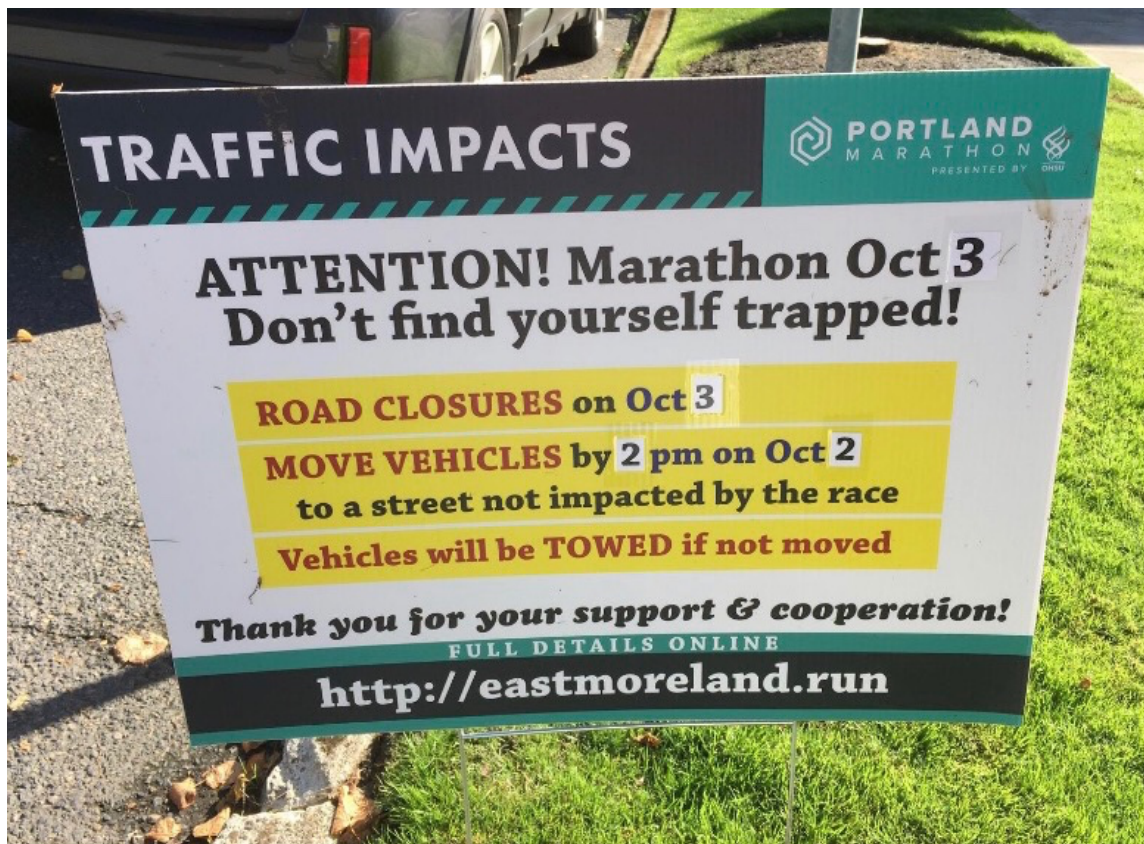 TRAFFIC IMPACTS
PORTLAND
MARATHON
PRESENTED BY OHSU
ATTENTION! Marathon Oct 3
Don't find yourself trapped!
ROAD CLOSURES on Oct 3
MOVE VEHICLES by 2 pm on Oct 2
to a street not impacted by the race
Vehicles will be TOWED if not moved
Thank you for your support & cooperation!
FULL DETAILS ONLINE
http://eastmoreland.run